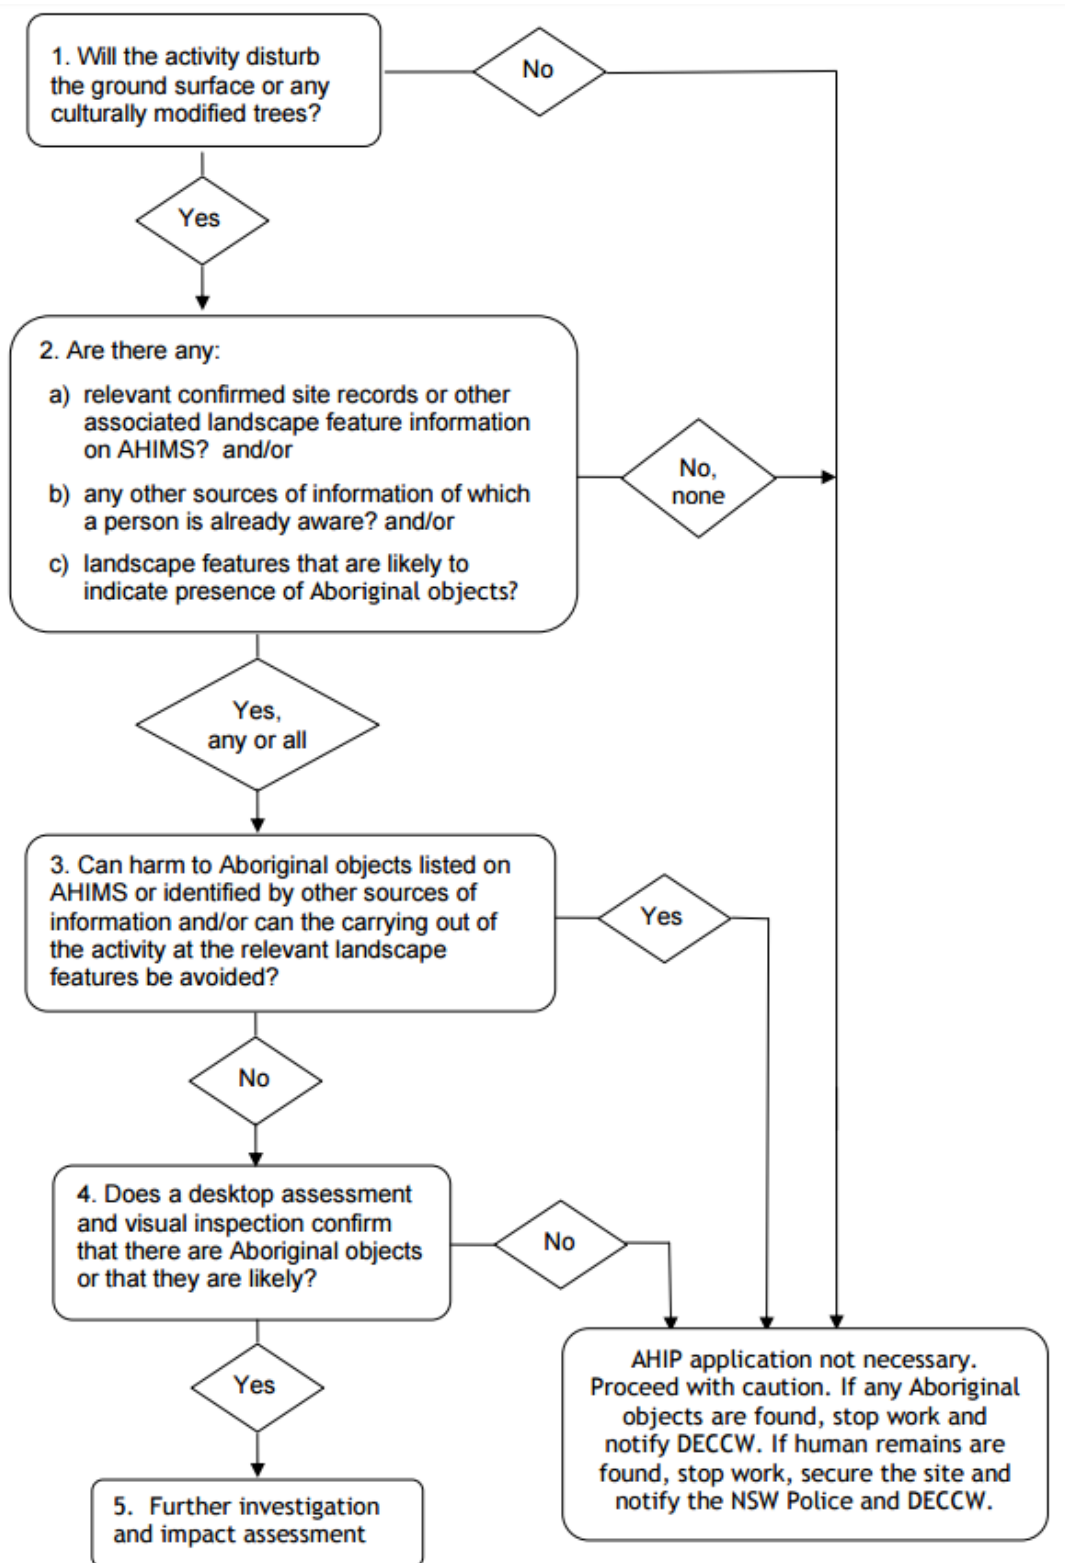 1. Will the activity disturb
the ground surface or any
culturally modified trees?
No
Yes
2. Are there any:
a) relevant confirmed site records or other
associated landscape feature information
on AHIMS? and/or
b) any other sources of information of which
a person is already aware? and/or
c) landscape features that are likely to
indicate presence of Aboriginal objects?
No,
none
Yes,
any or all
3. Can harm to Aboriginal objects listed on
AHIMS or identified by other sources of
information and/or can the carrying out of
the activity at the relevant landscape
features be avoided?
Yes
No
4. Does a desktop assessment
and visual inspection confirm
that there are Aboriginal objects
or that they are likely?
No
Yes
AHIP application not necessary.
Proceed with caution. If any Aboriginal
objects are found, stop work and
notify DECCW. If human remains are
found, stop work, secure the site and
notify the NSW Police and DECCW.
5. Further investigation
and impact assessment